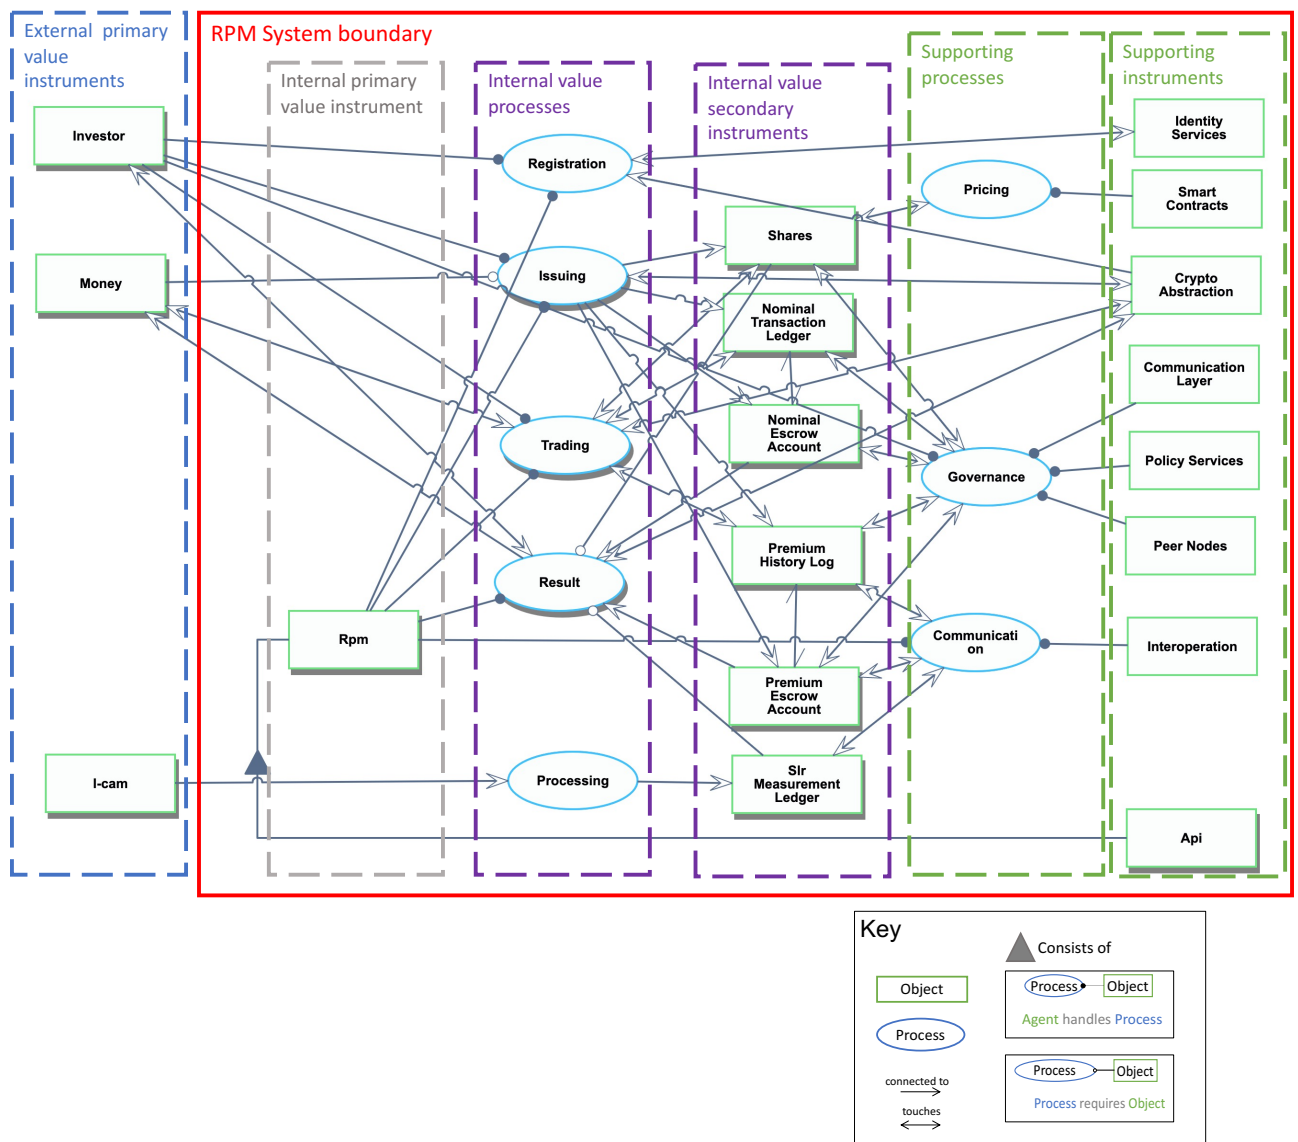 External primary
value
instruments
RPM System boundary
Internal primary
value instrument
Internal value
processes
Internal value
secondary
instruments
Supporting
processes
Supporting
instruments
Investor
Money
I-cam
Rpm
Registration
Issuing
Trading
Result
Processing
Shares
Nominal
Transaction
Ledger
Nominal
Escrow
Account
Premium
History Log
Premium
Escrow
Account
Slr
Measurement
Ledger
Pricing
Governance
Communicati
on
Identity
Services
Smart
Contracts
Crypto
Abstraction
Communication
Layer
Policy Services
Peer Nodes
Interoperation
Api
Key
Object
Process
connected to
touches
Consists of
Process
Object
Agent handles Process
Process
Object
Process requires Object